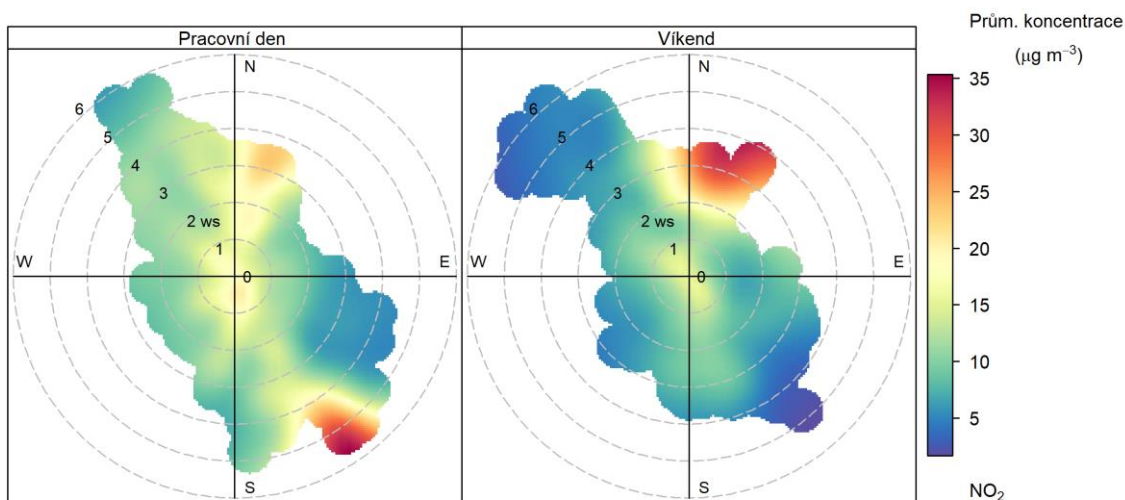 Pracovní den
Víkend
Prům. koncentrace
(μg m⁻³)
N
6
5
4
3
2 ws
1
0
W
E
S
N
6
5
4
3
2 ws
1
0
W
E
S
35
30
25
20
15
10
5
NO₂